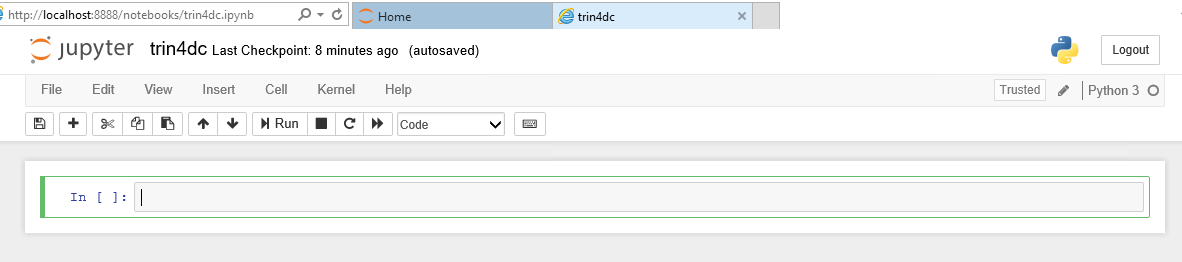 http://localhost:8888/notebooks/trin4dc.ipynb Home trin4dc
jupyter trin4dc Last Checkpoint: 8 minutes ago (autosaved) Logout
File Edit View Insert Cell Kernel Help Trusted Python 3
Run Code
In [ ]: